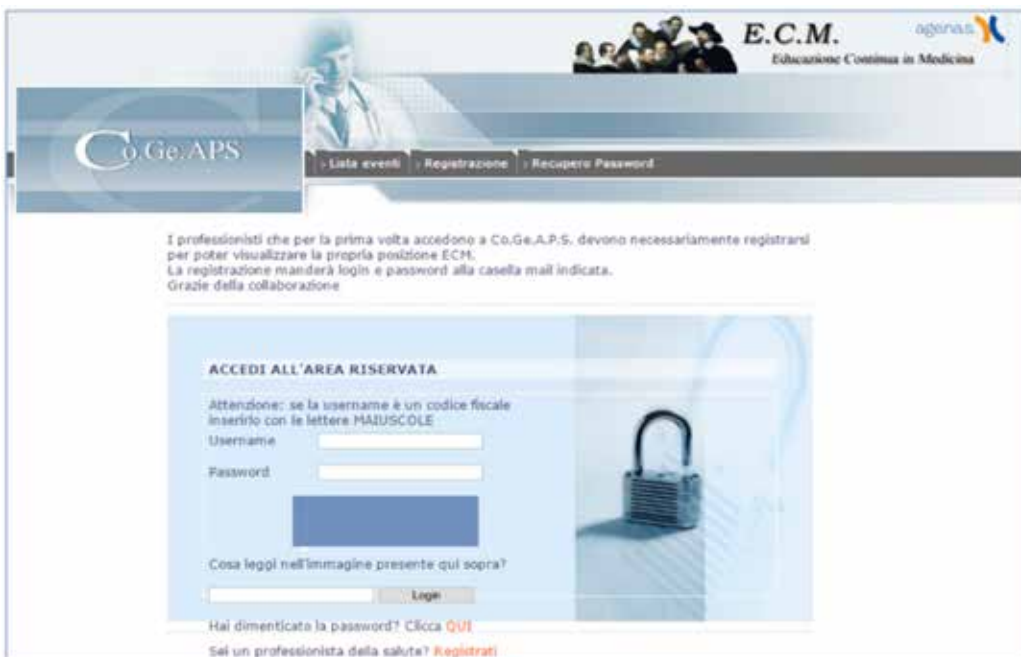 E.C.M.
Educazione Continua in Medicina
agenas
Co.Ge.APS
› Lista eventi › Registrazione › Recupero Password
I professionisti che per la prima volta accedono a Co.Ge.A.P.S. devono necessariamente registrarsi
per poter visualizzare la propria posizione ECM.
La registrazione manderà login e password alla casella mail indicata.
Grazie della collaborazione
ACCEDI ALL'AREA RISERVATA
Attenzione: se la username è un codice fiscale
inserirlo con le lettere MAIUSCOLE
Username
Password
Cosa leggi nell'immagine presente qui sopra?
Login
Hai dimenticato la password? Clicca QUI
Sei un professionista della salute? Registrati